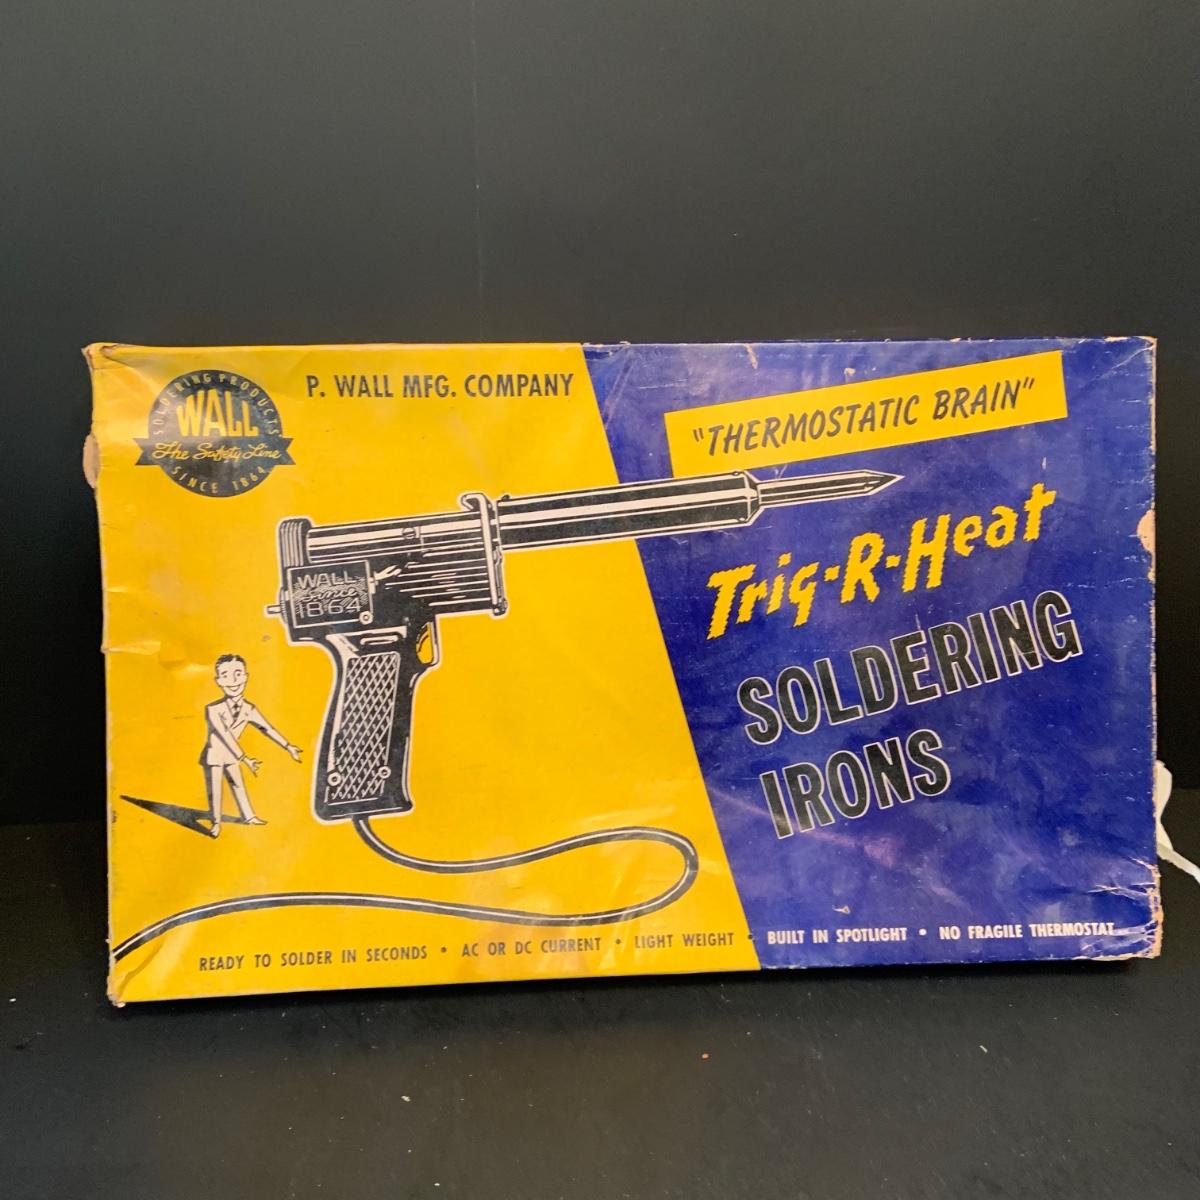 SOLDERING PRODUCTS
WALL
The Safety Line
SINCE 1864
P. WALL MFG. COMPANY
"THERMOSTATIC BRAIN"
Trig-R-Heat
SOLDERING
IRONS
WALL
Since
1864
READY TO SOLDER IN SECONDS • AC OR DC CURRENT • LIGHT WEIGHT • BUILT IN SPOTLIGHT • NO FRAGILE THERMOSTAT